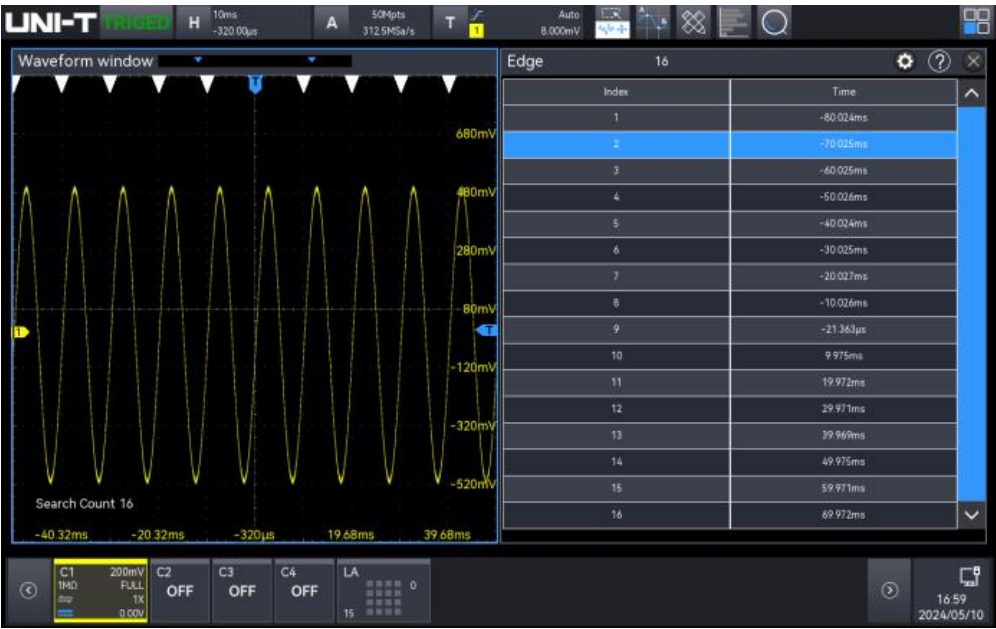 UNI-T TRIGED H 10ms -320.00µs A 50Mpts 312.5MSa/s T 1 Auto 8.000mV
Waveform window
T
680mV
480mV
280mV
80mV
1
T
-120mV
-320mV
-520mV
Search Count 16
-40.32ms -20.32ms -320µs 19.68ms 39.68ms
Edge 16 ?
Index Time
1 -80.024ms
2 -70.025ms
3 -60.025ms
4 -50.026ms
5 -40.024ms
6 -30.025ms
7 -20.027ms
8 -10.026ms
9 -21.363µs
10 9.975ms
11 19.972ms
12 29.971ms
13 39.969ms
14 49.975ms
15 59.971ms
16 69.972ms
C1 200mV
1MΩ FULL
1X
0.00V
C2 OFF
C3 OFF
C4 OFF
LA 0
15
16:59
2024/05/10